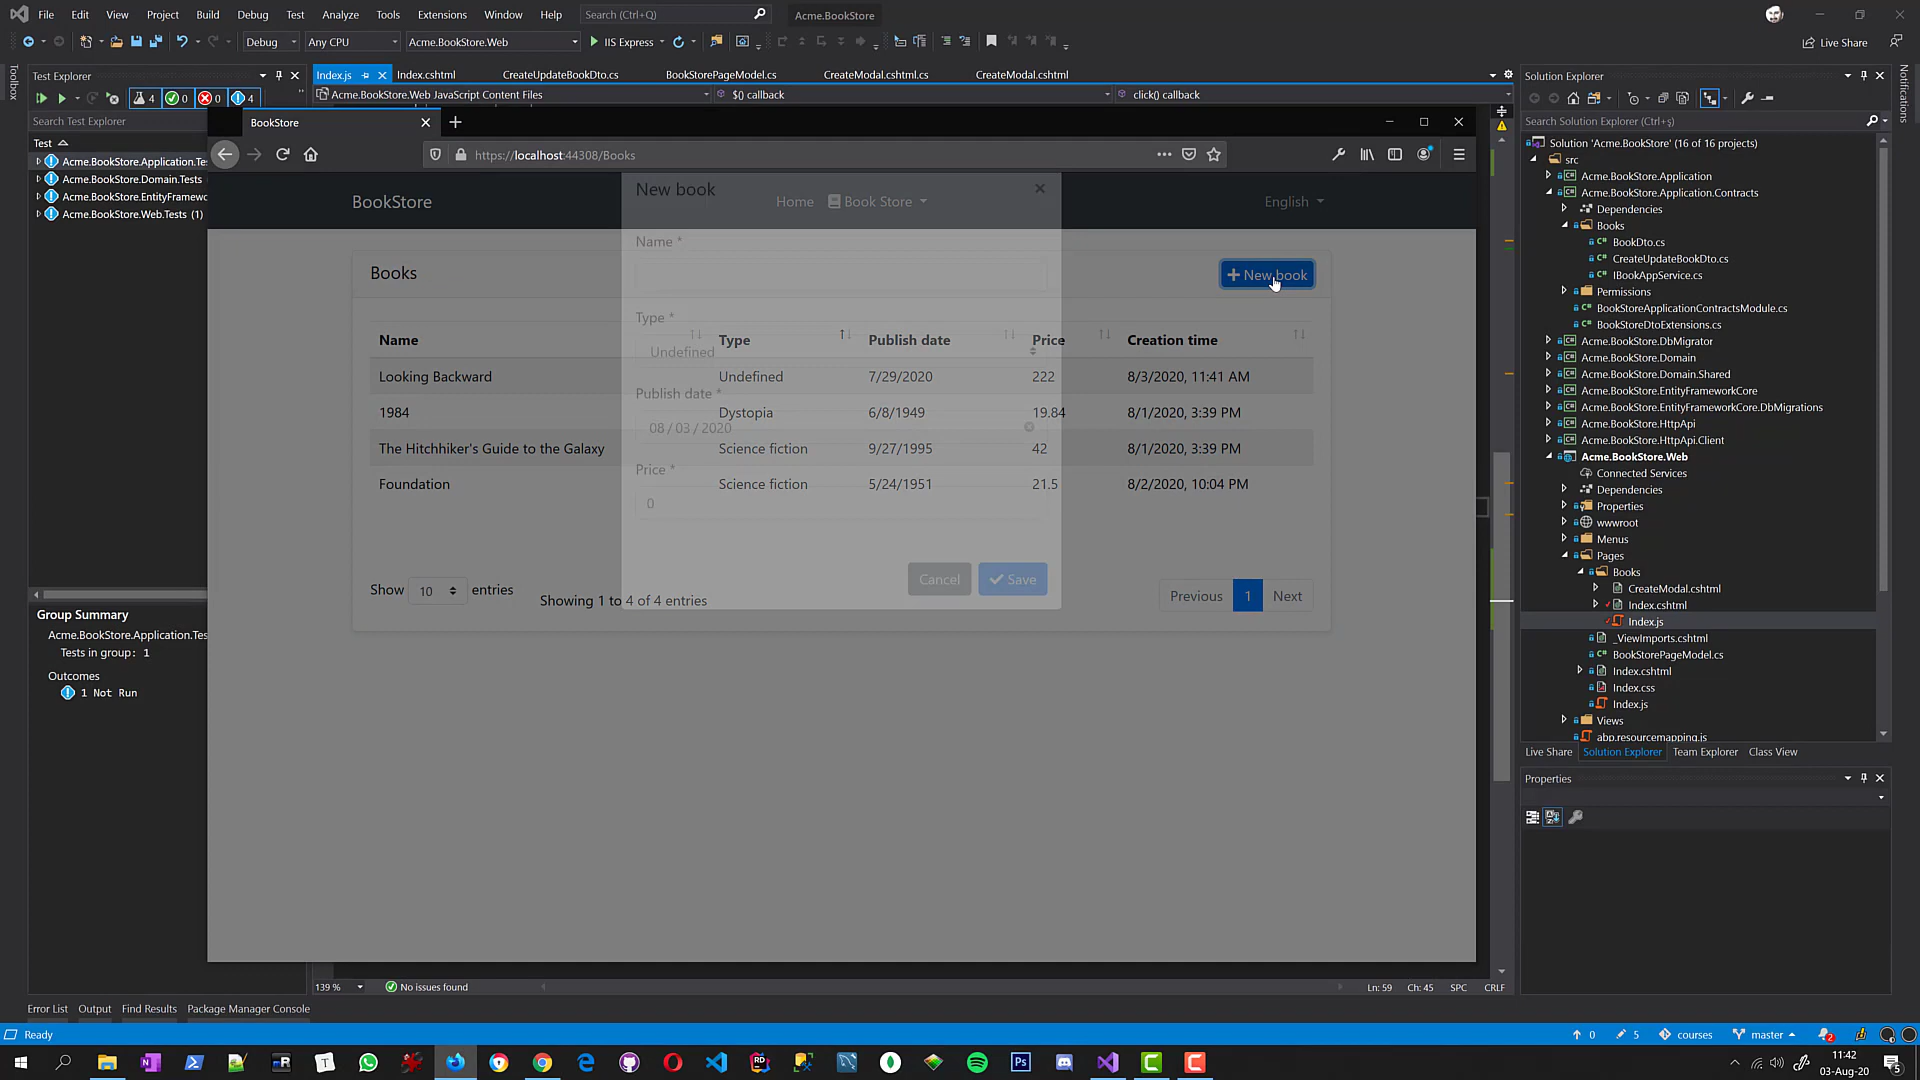 File Edit View Project Build Debug Test Analyze Tools Extensions Window Help Search (Ctrl+Q) Acme.BookStore
Debug Any CPU Acme.BookStore.Web IIS Express Live Share
Toolbox
Test Explorer
4 0 0 4
Search Test Explorer
Test
Acme.BookStore.Application.Te
Acme.BookStore.Domain.Tests
Acme.BookStore.EntityFramewo
Acme.BookStore.Web.Tests (1)
Group Summary
Acme.BookStore.Application.Tes
Tests in group: 1
Outcomes
1 Not Run
Index.js Index.cshtml CreateUpdateBookDto.cs BookStorePageModel.cs CreateModal.cshtml.cs CreateModal.cshtml
Acme.BookStore.Web JavaScript Content Files $() callback click() callback
BookStore
https://localhost:44308/Books
BookStore Home Book Store English
New book
Name *
Type *
Undefined
Publish date *
08 / 03 / 2020
Price *
0
Cancel Save
Books New book
Name Type Publish date Price Creation time
Looking Backward Undefined 7/29/2020 222 8/3/2020, 11:41 AM
1984 Dystopia 6/8/1949 19.84 8/1/2020, 3:39 PM
The Hitchhiker's Guide to the Galaxy Science fiction 9/27/1995 42 8/1/2020, 3:39 PM
Foundation Science fiction 5/24/1951 21.5 8/2/2020, 10:04 PM
Show 10 entries Showing 1 to 4 of 4 entries Previous 1 Next
139 % No issues found Ln: 59 Ch: 45 SPC CRLF
Solution Explorer
Search Solution Explorer (Ctrl+ş)
Solution 'Acme.BookStore' (16 of 16 projects)
src
Acme.BookStore.Application
Acme.BookStore.Application.Contracts
Dependencies
Books
BookDto.cs
CreateUpdateBookDto.cs
IBookAppService.cs
Permissions
BookStoreApplicationContractsModule.cs
BookStoreDtoExtensions.cs
Acme.BookStore.DbMigrator
Acme.BookStore.Domain
Acme.BookStore.Domain.Shared
Acme.BookStore.EntityFrameworkCore
Acme.BookStore.EntityFrameworkCore.DbMigrations
Acme.BookStore.HttpApi
Acme.BookStore.HttpApi.Client
Acme.BookStore.Web
Connected Services
Dependencies
Properties
wwwroot
Menus
Pages
Books
CreateModal.cshtml
Index.cshtml
Index.js
_ViewImports.cshtml
BookStorePageModel.cs
Index.cshtml
Index.css
Index.js
Views
abp.resourcemapping.js
Live Share Solution Explorer Team Explorer Class View
Properties
Notifications
Error List Output Find Results Package Manager Console
Ready 0 5 courses master 2
11:42
03-Aug-20
5